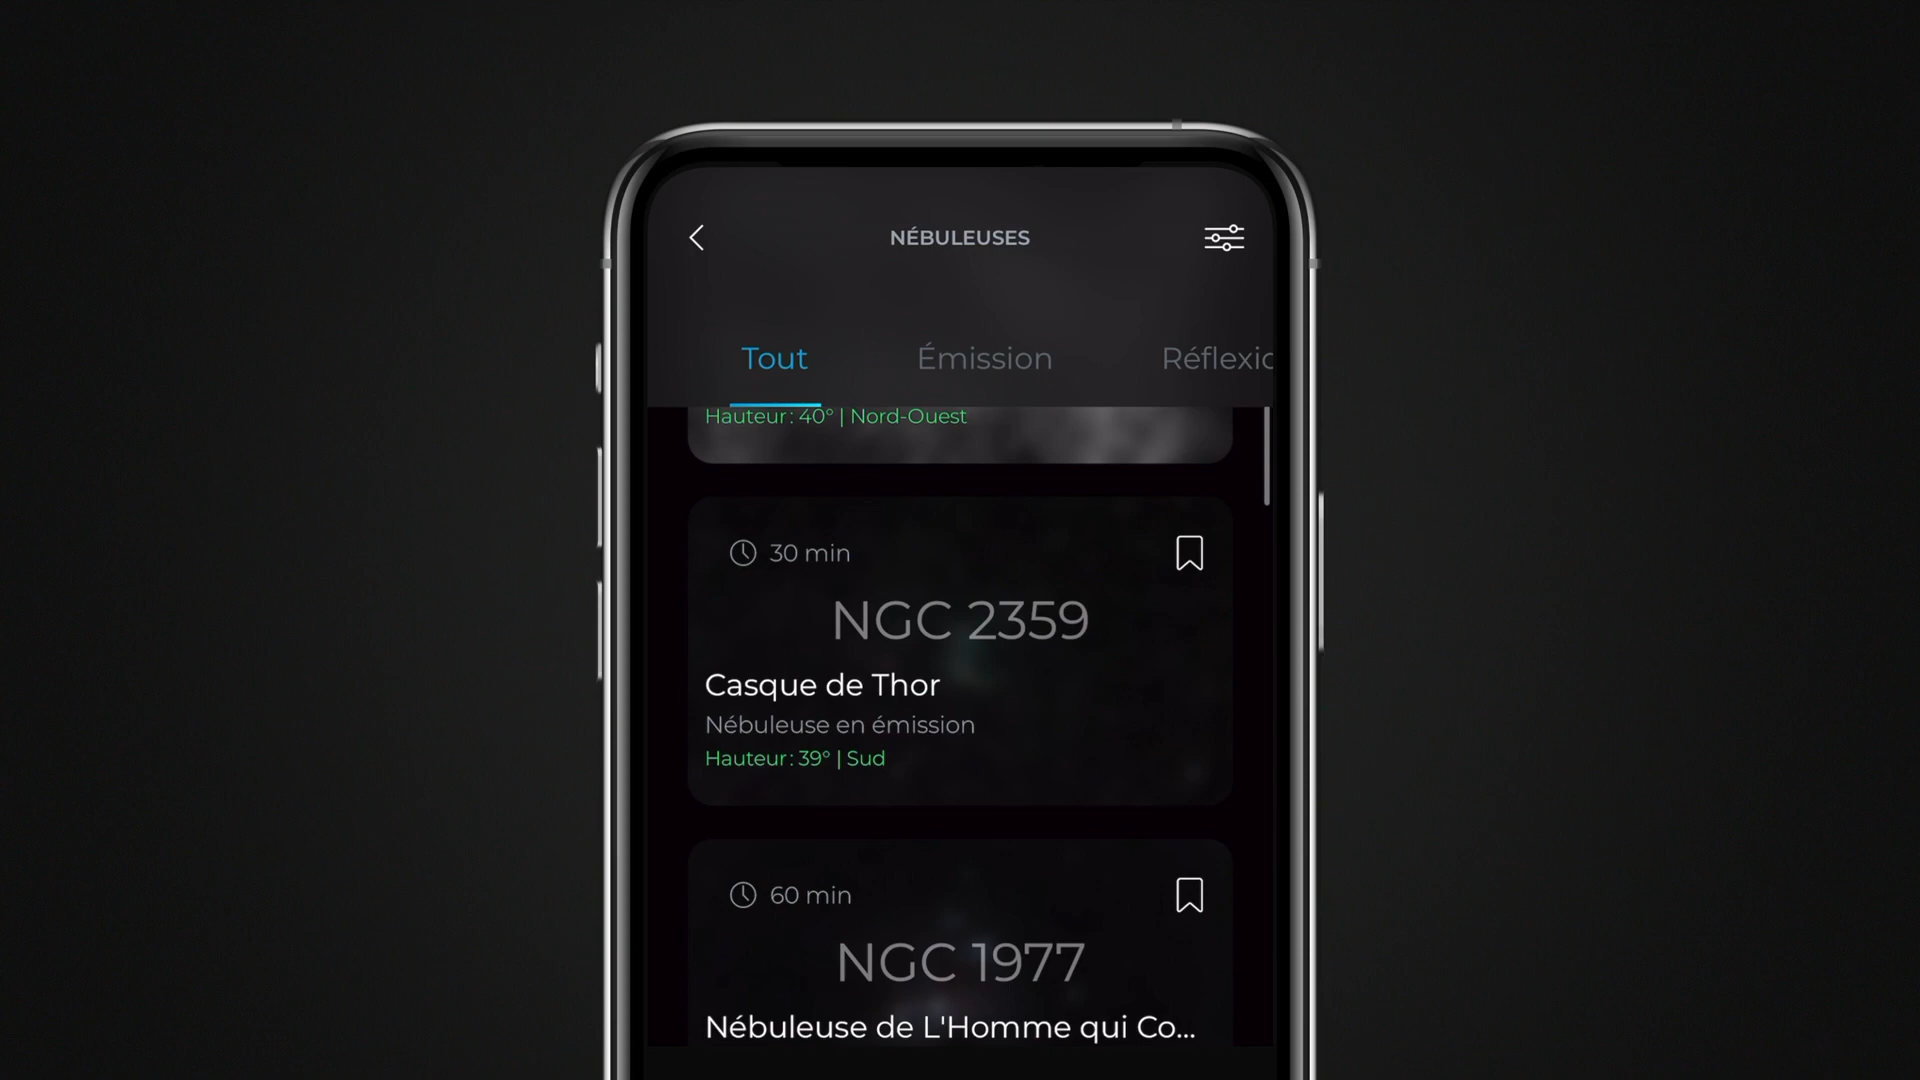 NÉBULEUSES
Tout
Émission
Réflexio
Hauteur : 40° | Nord-Ouest
30 min
NGC 2359
Casque de Thor
Nébuleuse en émission
Hauteur : 39° | Sud
60 min
NGC 1977
Nébuleuse de L'Homme qui Co...